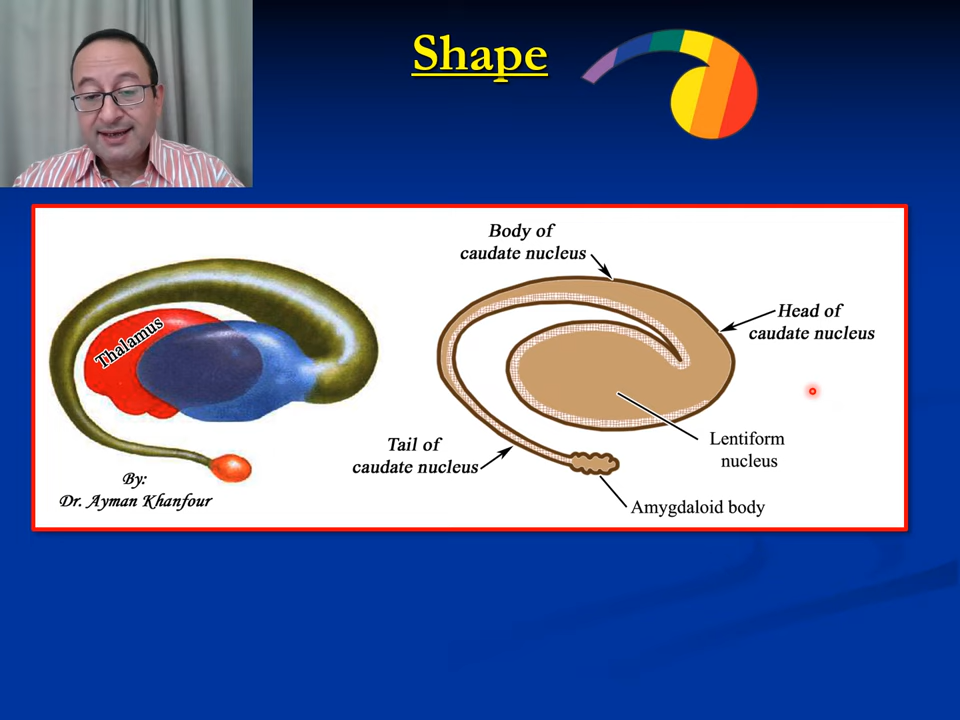 Shape
Thalamus
By:
Dr. Ayman Khanfour
Body of
caudate nucleus
Head of
caudate nucleus
Tail of
caudate nucleus
Lentiform
nucleus
Amygdaloid body